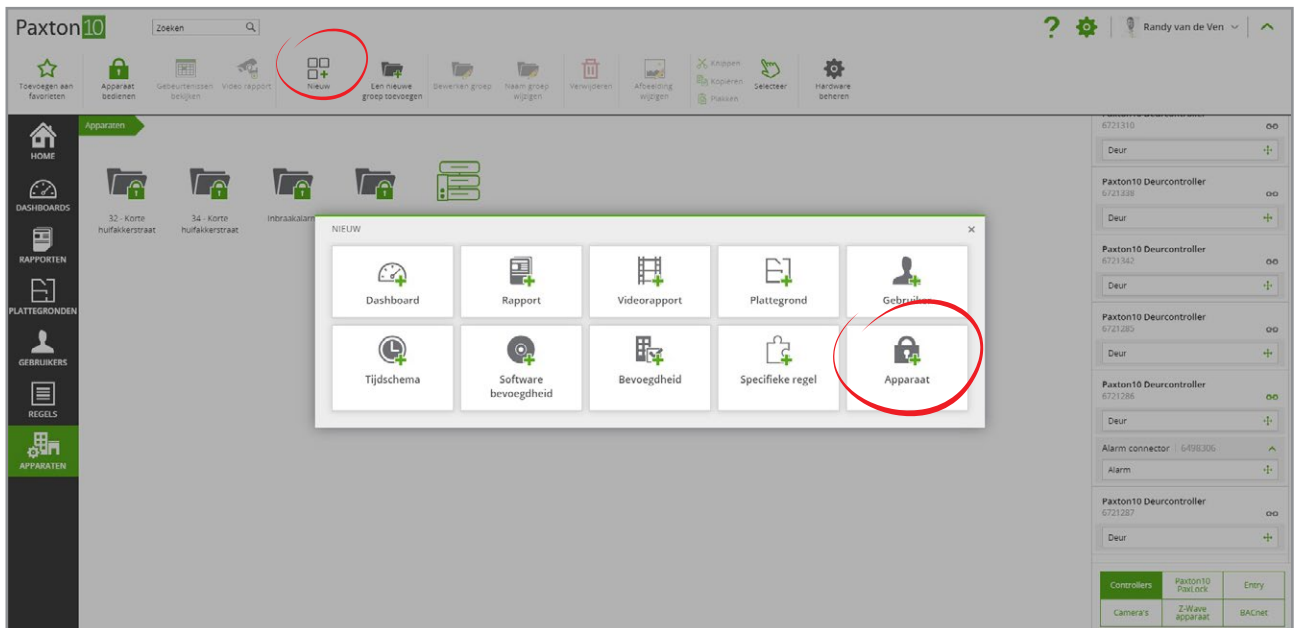 Paxton10
Zoeken
Randy van de Ven
Toevoegen aan
favorieten
Apparaat
bedienen
Gebeurtenissen
bekijken
Video rapport
Nieuw
Een nieuwe
groep toevoegen
Bewerken groep
Naam groep
wijzigen
Verwijderen
Afbeelding
wijzigen
Knippen
Kopiëren
Plakken
Selecteer
Hardware
beheren
HOME
DASHBOARDS
RAPPORTEN
PLATTEGRONDEN
GEBRUIKERS
REGELS
APPARATEN
Apparaten
32 - Korte
huifakkerstraat
34 - Korte
huifakkerstraat
Inbraakalarm
NIEUW
Dashboard
Rapport
Videorapport
Plattegrond
Gebruiker
Tijdschema
Software
bevoegdheid
Bevoegdheid
Specifieke regel
Apparaat
Paxton10 Deurcontroller
6721310
Deur
Paxton10 Deurcontroller
6721338
Deur
Paxton10 Deurcontroller
6721342
Deur
Paxton10 Deurcontroller
6721285
Deur
Paxton10 Deurcontroller
6721286
Deur
Alarm connector | 6498306
Alarm
Paxton10 Deurcontroller
6721287
Deur
Controllers
Paxton10
PaxLock
Entry
Camera's
Z-Wave
apparaat
BACnet